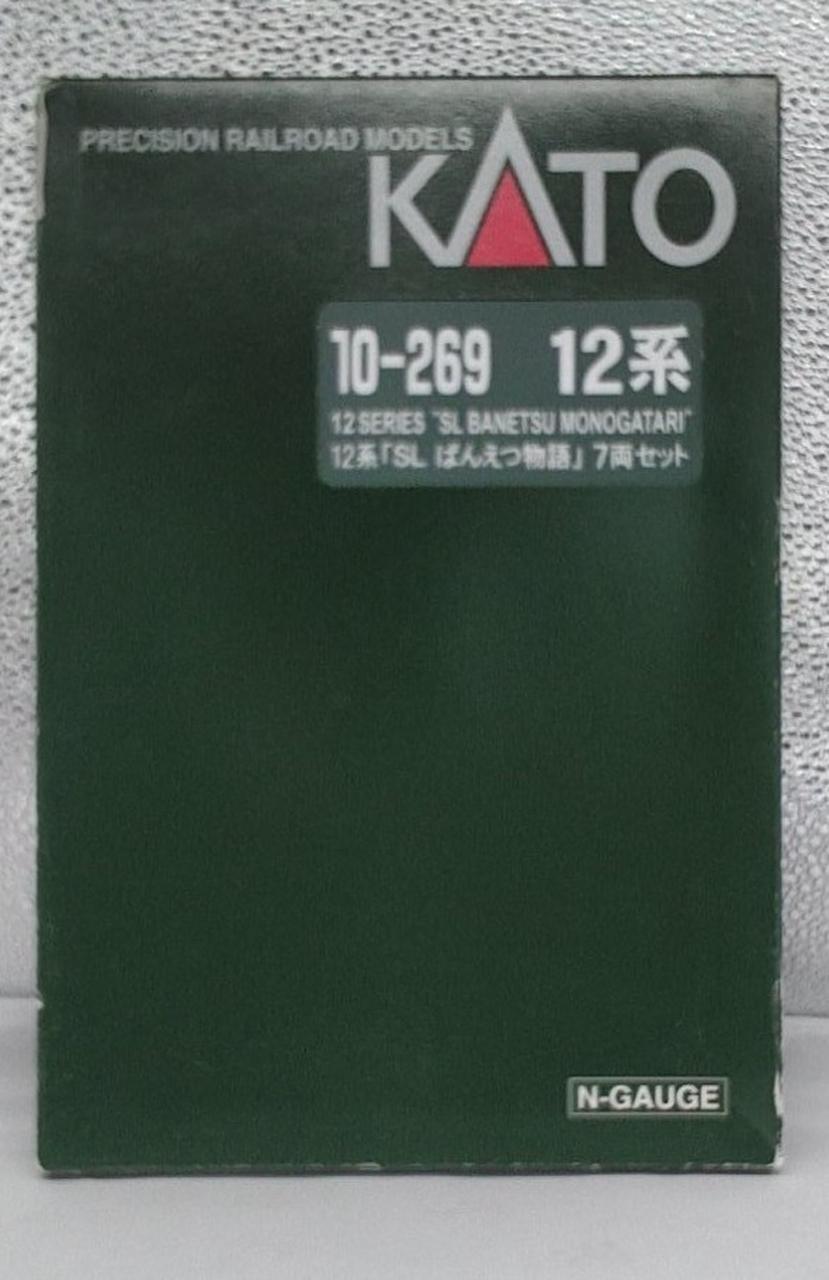 PRECISION RAILROAD MODELS
KATO
10-269 12系
12 SERIES "SL BANETSU MONOGATARI"
12系「SL ばんえつ物語」7両セット
N-GAUGE